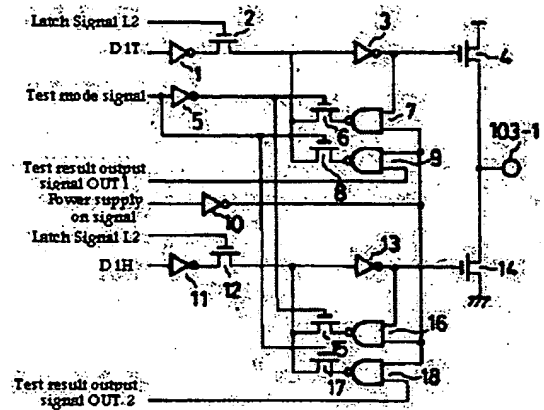 Latch Signal L2
2
3
D1T
1
4
Test mode signal
5
6
7
103-1
8
9
Test result output
signal OUT 1
Power supply
on signal
10
Latch Signal L2
13
D1H
11
12
14
15
16
17
18
Test result output
signal OUT. 2